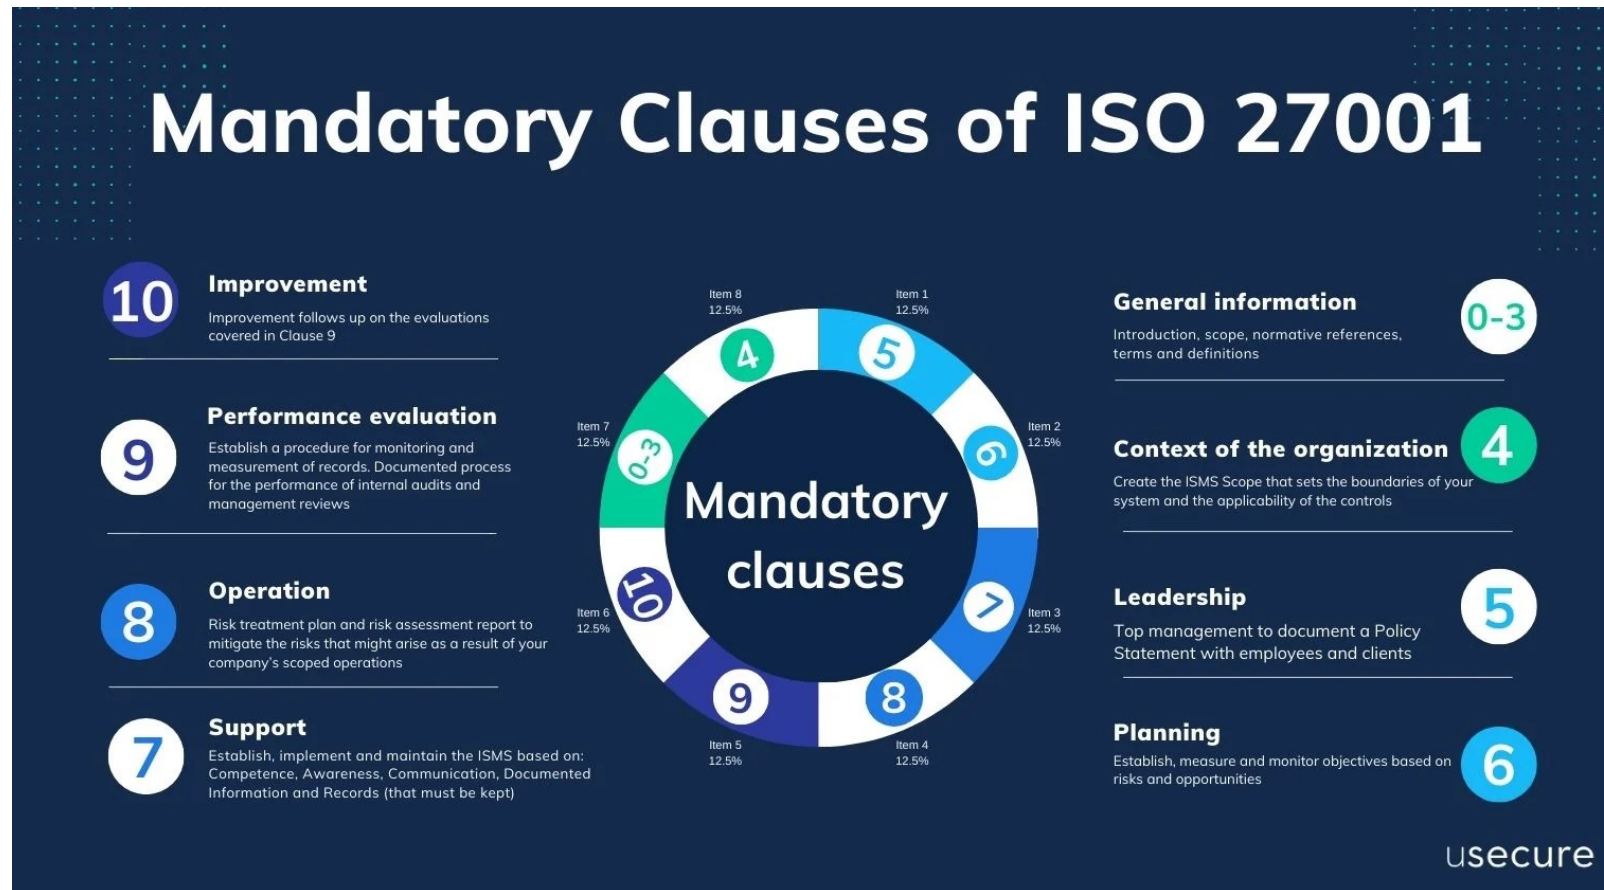 Mandatory Clauses of ISO 27001
10
Improvement
Improvement follows up on the evaluations
covered in Clause 9
9
Performance evaluation
Establish a procedure for monitoring and
measurement of records. Documented process
for the performance of internal audits and
management reviews
8
Operation
Risk treatment plan and risk assessment report to
mitigate the risks that might arise as a result of your
company's scoped operations
7
Support
Establish, implement and maintain the ISMS based on:
Competence, Awareness, Communication, Documented
Information and Records (that must be kept)
Item 8
12.5%
Item 1
12.5%
4
5
Item 7
12.5%
Item 2
12.5%
0-3
6
Mandatory
clauses
10
7
Item 6
12.5%
Item 3
12.5%
9
8
Item 5
12.5%
Item 4
12.5%
General information
0-3
Introduction, scope, normative references,
terms and definitions
Context of the organization
4
Create the ISMS Scope that sets the boundaries of your
system and the applicability of the controls
Leadership
5
Top management to document a Policy
Statement with employees and clients
Planning
6
Establish, measure and monitor objectives based on
risks and opportunities
usecure